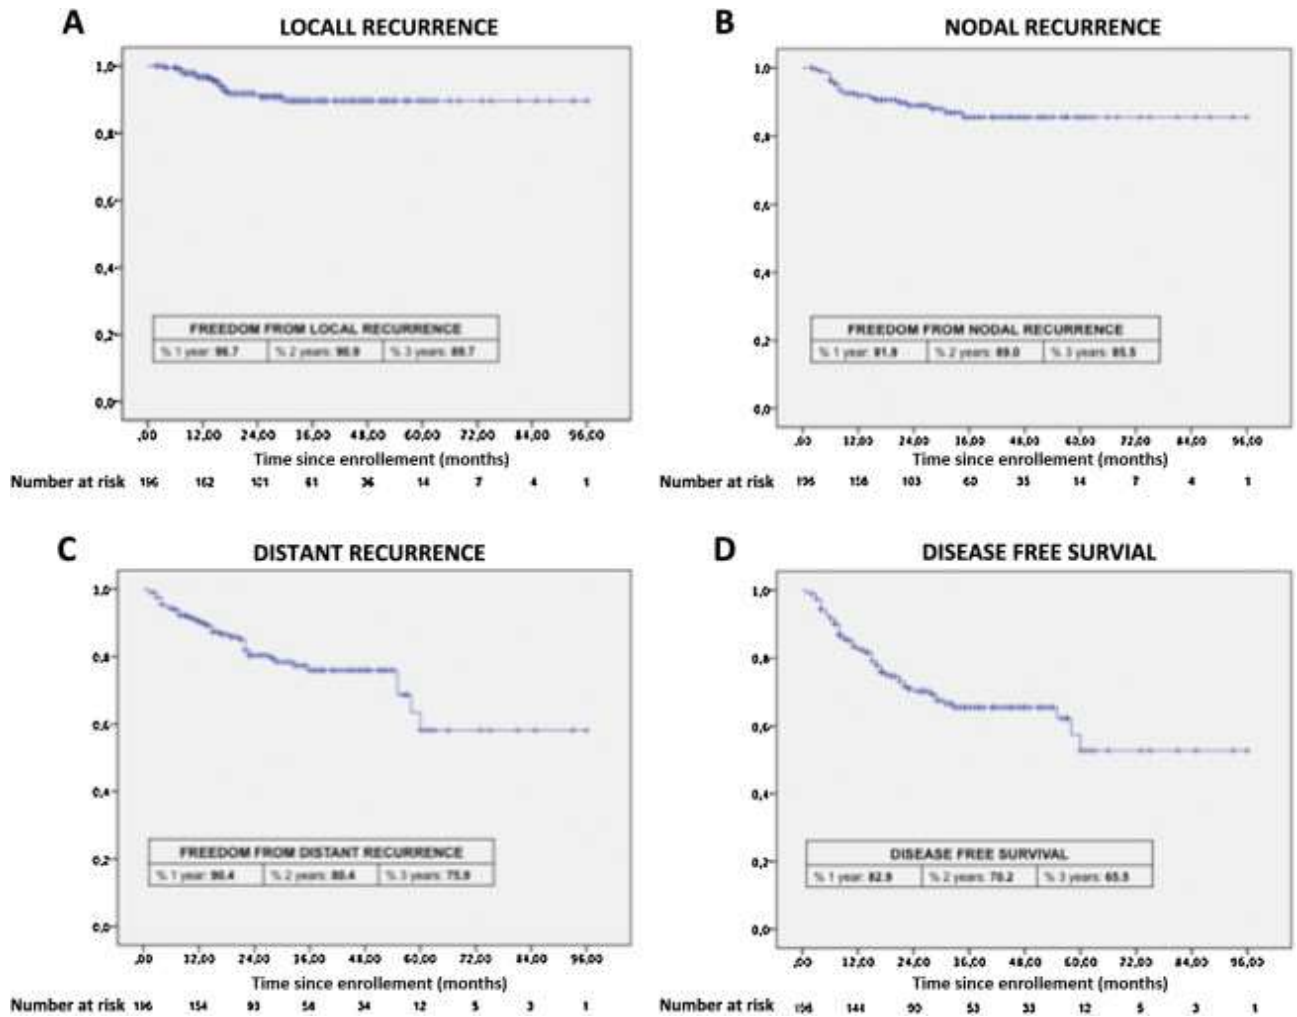 A LOCALL RECURRENCE
1,0
0,8
0,6
0,4
FREEDOM FROM LOCAL RECURRENCE
0,2
% 1 year: 96.7 % 2 years: 90.9 % 3 years: 89.7
0,0
,00 12,00 24,00 36,00 48,00 60,00 72,00 84,00 96,00
Time since enrollement (months)
Number at risk 196 162 101 61 36 14 7 4 1
B NODAL RECURRENCE
1,0
0,8
0,6
0,4
FREEDOM FROM NODAL RECURRENCE
0,2
% 1 year: 91.9 % 2 years: 89.0 % 3 years: 85.5
0,0
,00 12,00 24,00 36,00 48,00 60,00 72,00 84,00 96,00
Time since enrollement (months)
Number at risk 196 156 103 60 35 14 7 4 1
C DISTANT RECURRENCE
1,0
0,8
0,6
0,4
FREEDOM FROM DISTANT RECURRENCE
0,2
% 1 year: 90.4 % 2 years: 80.4 % 3 years: 75.9
0,0
,00 12,00 24,00 36,00 48,00 60,00 72,00 84,00 96,00
Time since enrollement (months)
Number at risk 196 154 93 58 34 12 5 3 1
D DISEASE FREE SURVIAL
1,0
0,8
0,6
0,4
DISEASE FREE SURVIVAL
0,2
% 1 year: 82.9 % 2 years: 70.2 % 3 years: 65.5
0,0
,00 12,00 24,00 36,00 48,00 60,00 72,00 84,00 96,00
Time since enrollement (months)
Number at risk 196 144 90 53 33 12 5 3 1